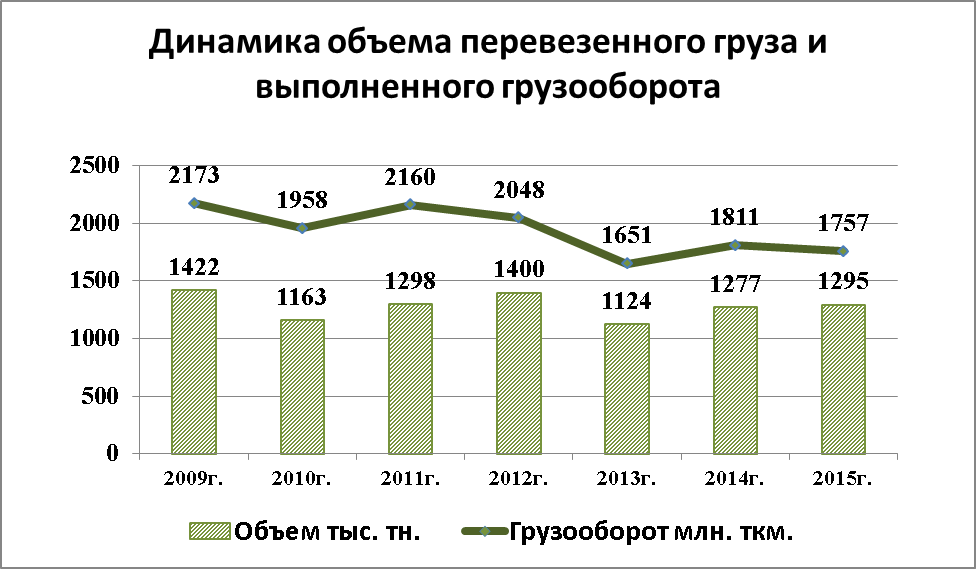 Динамика объема перевезенного груза и
выполненного грузооборота
2500
2000
1500
1000
500
0
2173 1958 2160 2048 1651 1811 1757
1422 1163 1298 1400 1124 1277 1295
2009г. 2010г. 2011г. 2012г. 2013г. 2014г. 2015г.
Объем тыс. тн. Грузооборот млн. ткм.